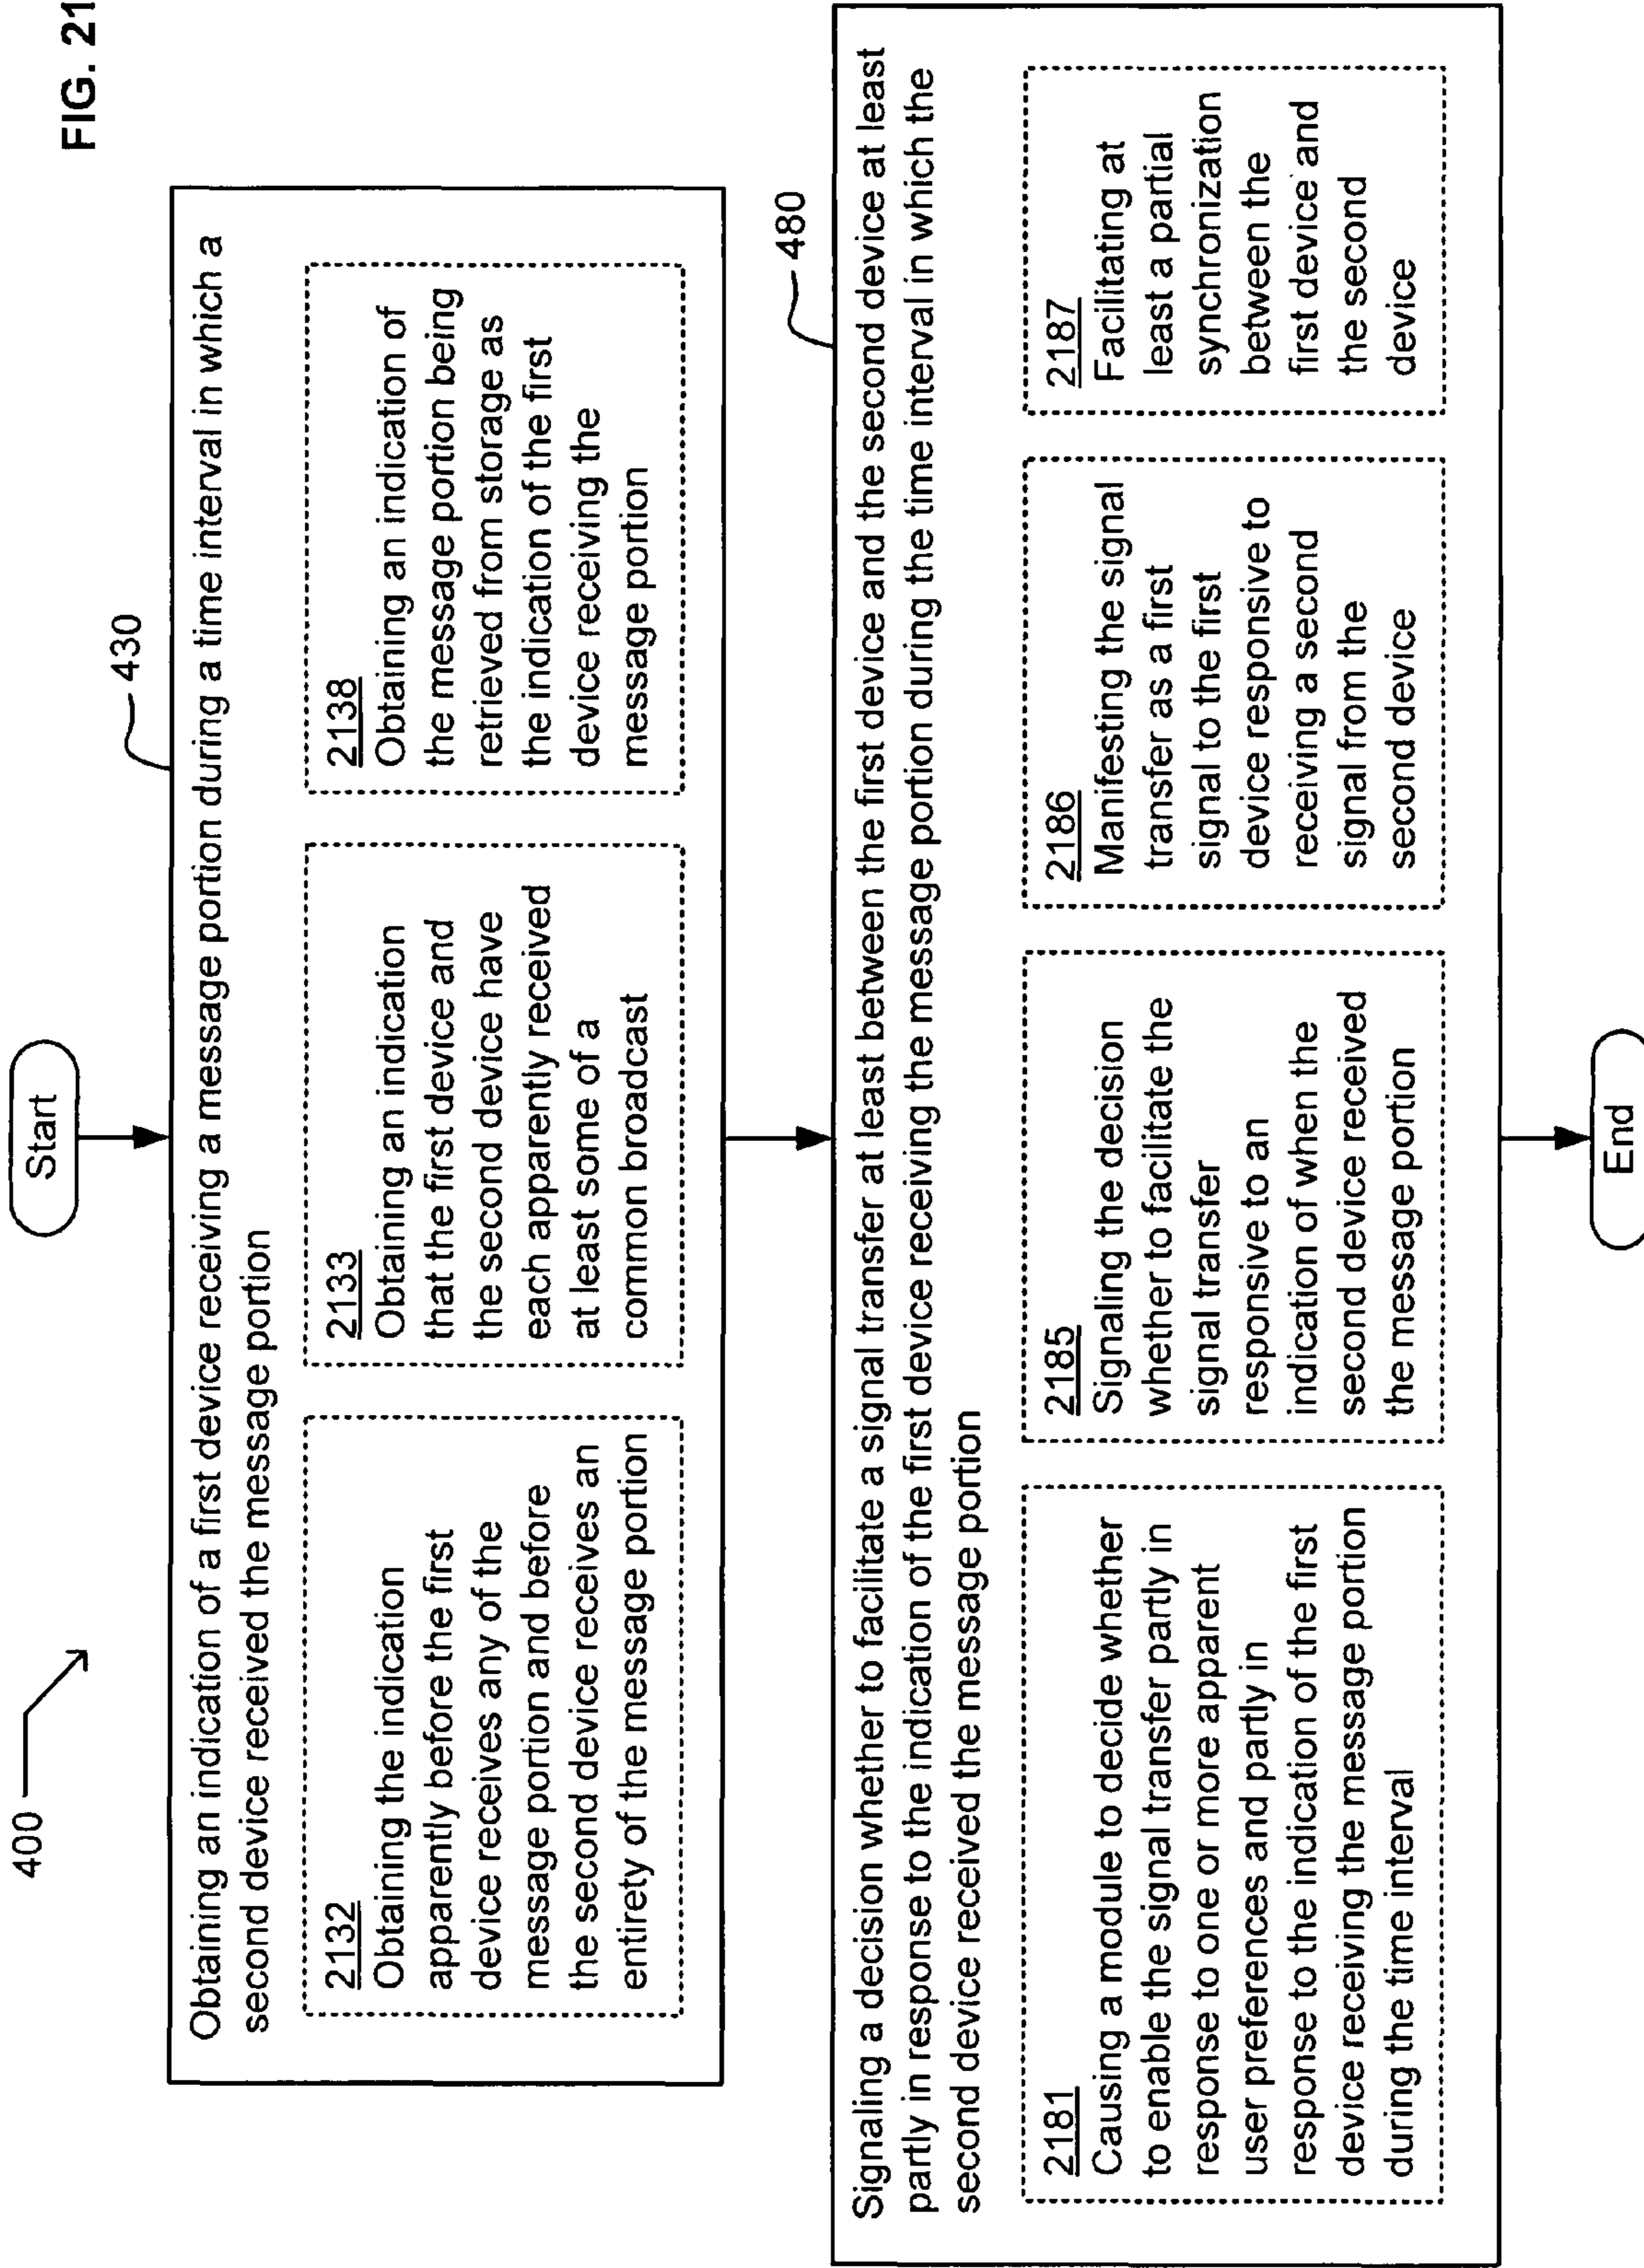 FIG. 21
400
Start
430
Obtaining an indication of a first device receiving a message portion during a time interval in which a
second device received the message portion
2132
Obtaining the indication
apparently before the first
device receives any of the
message portion and before
the second device receives an
entirety of the message portion
2133
Obtaining an indication
that the first device and
the second device have
each apparently received
at least some of a
common broadcast
2138
Obtaining an indication of
the message portion being
retrieved from storage as
the indication of the first
device receiving the
message portion
480
Signaling a decision whether to facilitate a signal transfer at least between the first device and the second device at least
partly in response to the indication of the first device receiving the message portion during the time interval in which the
second device received the message portion
2181
Causing a module to decide whether
to enable the signal transfer partly in
response to one or more apparent
user preferences and partly in
response to the indication of the first
device receiving the message portion
during the time interval
2185
Signaling the decision
whether to facilitate the
signal transfer
responsive to an
indication of when the
second device received
the message portion
2186
Manifesting the signal
transfer as a first
signal to the first
device responsive to
receiving a second
signal from the
second device
2187
Facilitating at
least a partial
synchronization
between the
first device and
the second
device
End